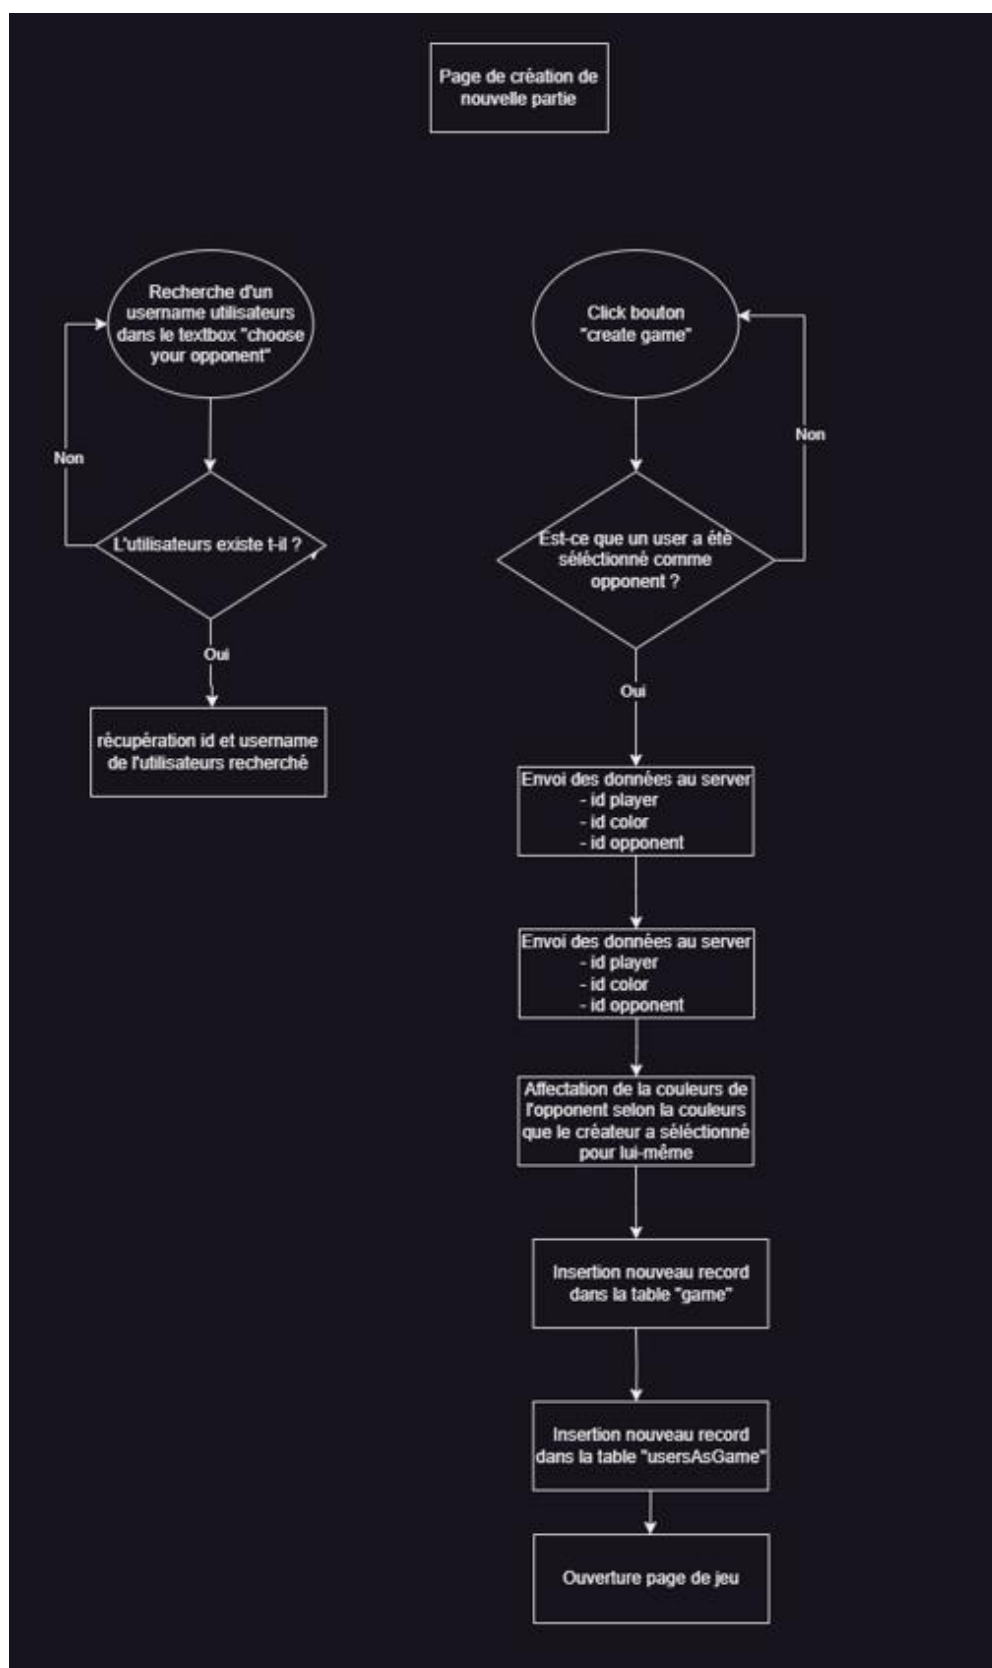 Page de création de
nouvelle partie
Recherche d'un
username utilisateurs
dans le textbox "choose
your opponent"
Non
L'utilisateurs existe t-il ?
Oui
récupération id et username
de l'utilisateurs recherché
Click bouton
"create game"
Non
Est-ce que un user a été
séléctionné comme
opponent ?
Oui
Envoi des données au server
- id player
- id color
- id opponent
Envoi des données au server
- id player
- id color
- id opponent
Affectation de la couleurs de
l'opponent selon la couleurs
que le créateur a séléctionné
pour lui-même
Insertion nouveau record
dans la table "game"
Insertion nouveau record
dans la table "usersAsGame"
Ouverture page de jeu